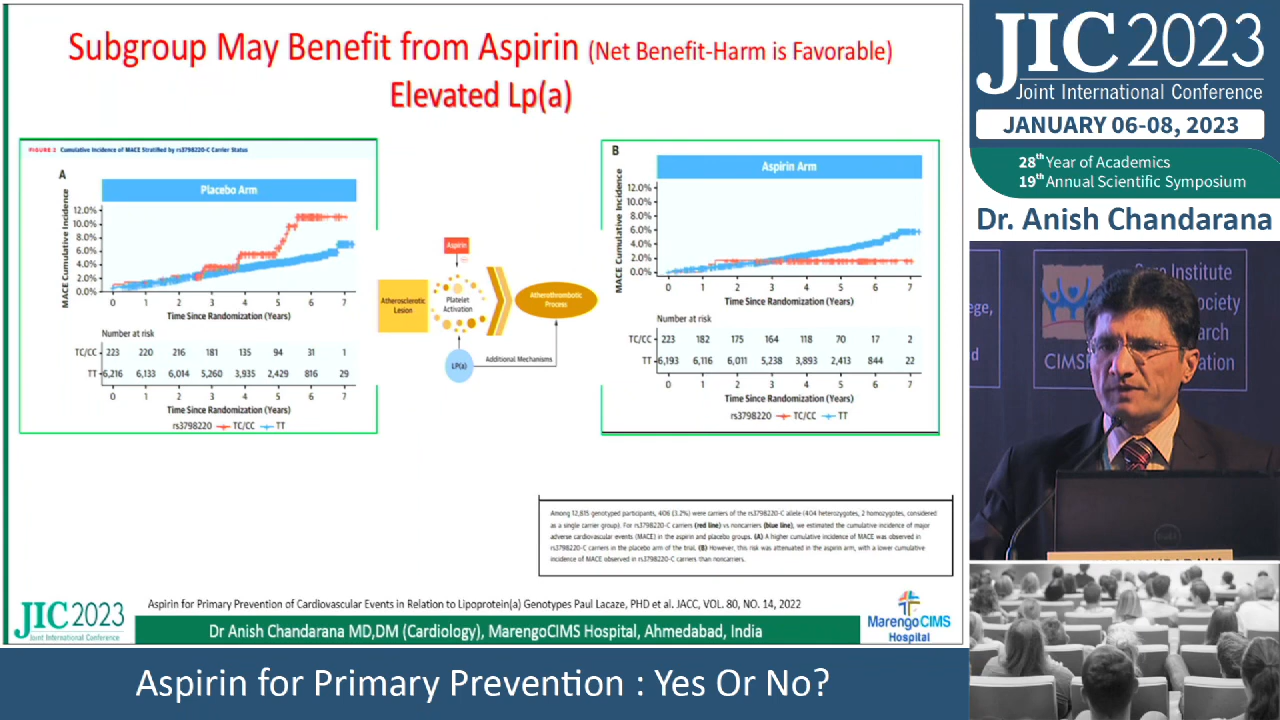 Subgroup May Benefit from Aspirin (Net Benefit-Harm is Favorable)
Elevated Lp(a)
FIGURE 2 Cumulative Incidence of MACE Stratified by rs3798220-C Carrier Status
A
Placebo Arm
MACE Cumulative Incidence
12.0%
10.0%
8.0%
6.0%
4.0%
2.0%
0.0%
0 1 2 3 4 5 6 7
Time Since Randomization (Years)
Number at risk
TC/CC 223 220 216 181 135 94 31 1
TT 6,216 6,133 6,014 5,260 3,935 2,429 816 29
0 1 2 3 4 5 6 7
Time Since Randomization (Years)
rs3798220 TC/CC TT
Aspirin
Atherosclerotic
Lesion
Platelet
Activation
Atherothrombotic
Process
LP(a)
Additional Mechanisms
B
Aspirin Arm
MACE Cumulative Incidence
12.0%
10.0%
8.0%
6.0%
4.0%
2.0%
0.0%
0 1 2 3 4 5 6 7
Time Since Randomization (Years)
Number at risk
TC/CC 223 182 175 164 118 70 17 2
TT 6,193 6,116 6,011 5,238 3,893 2,413 844 22
0 1 2 3 4 5 6 7
Time Since Randomization (Years)
rs3798220 TC/CC TT
Among 12,815 genotyped participants, 406 (3.2%) were carriers of the rs3798220-C allele (404 heterozygotes, 2 homozygotes, considered
as a single carrier group). For rs3798220-C carriers (red line) vs noncarriers (blue line), we estimated the cumulative incidence of major
adverse cardiovascular events (MACE) in the aspirin and placebo groups. (A) A higher cumulative incidence of MACE was observed in
rs3798220-C carriers in the placebo arm of the trial. (B) However, this risk was attenuated in the aspirin arm, with a lower cumulative
incidence of MACE observed in rs3798220-C carriers than noncarriers.
Aspirin for Primary Prevention of Cardiovascular Events in Relation to Lipoprotein(a) Genotypes Paul Lacaze, PHD et al. JACC, VOL. 80, NO. 14, 2022
JIC 2023
Joint International Conference
Dr Anish Chandarana MD,DM (Cardiology), MarengoCIMS Hospital, Ahmedabad, India
MarengoCIMS
Hospital
Aspirin for Primary Prevention : Yes Or No?
JIC 2023
Joint International Conference
JANUARY 06-08, 2023
28th Year of Academics
19th Annual Scientific Symposium
Dr. Anish Chandarana
Institute
Society
CIMS
DELL